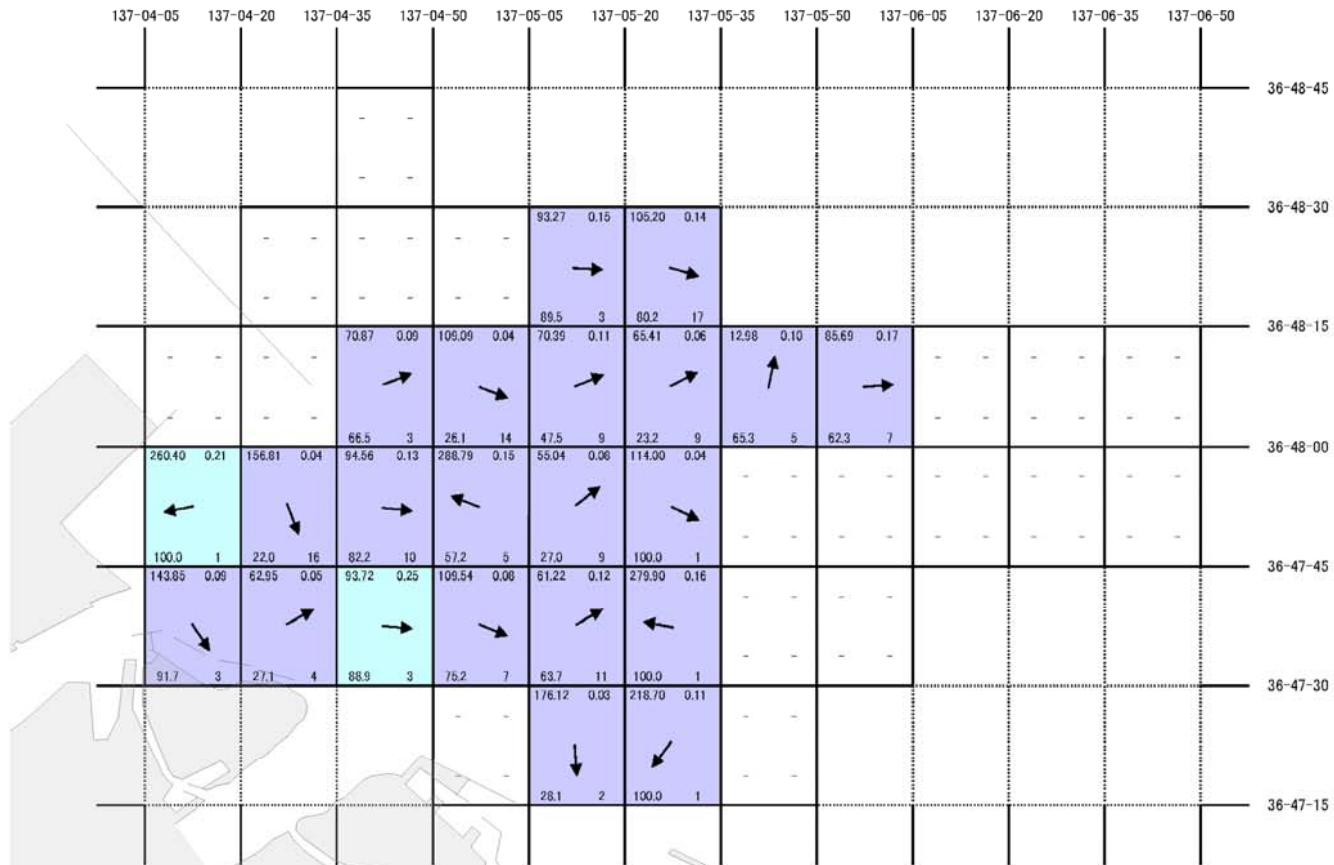 137-04-05 137-04-20 137-04-35 137-04-50 137-05-05 137-05-20 137-05-35 137-05-50 137-06-05 137-06-20 137-06-35 137-06-50
36-48-45
- -
- -
36-48-30
93.27 0.15 105.20 0.14
- - - - - -
- - - - - -
89.5 3 80.2 17
36-48-15
70.87 0.09 109.09 0.04 70.39 0.11 65.41 0.06 12.98 0.10 85.69 0.17
- - - - - - - - - -
- - - - - - - - - -
66.5 3 26.1 14 47.5 9 23.2 9 65.3 5 62.3 7
36-48-00
260.40 0.21 156.81 0.04 94.56 0.13 288.79 0.15 55.04 0.06 114.00 0.04
- - - - - - - - - -
- - - - - - - - - -
100.0 1 22.0 16 82.2 10 57.2 5 27.0 9 100.0 1
36-47-45
143.85 0.09 62.95 0.05 93.72 0.25 109.54 0.08 61.22 0.12 279.90 0.16
- - - -
- - - -
91.7 3 27.1 4 88.9 3 75.2 7 63.7 11 100.0 1
36-47-30
176.12 0.03 218.70 0.11
- - - -
- - - -
28.1 2 100.0 1
36-47-15